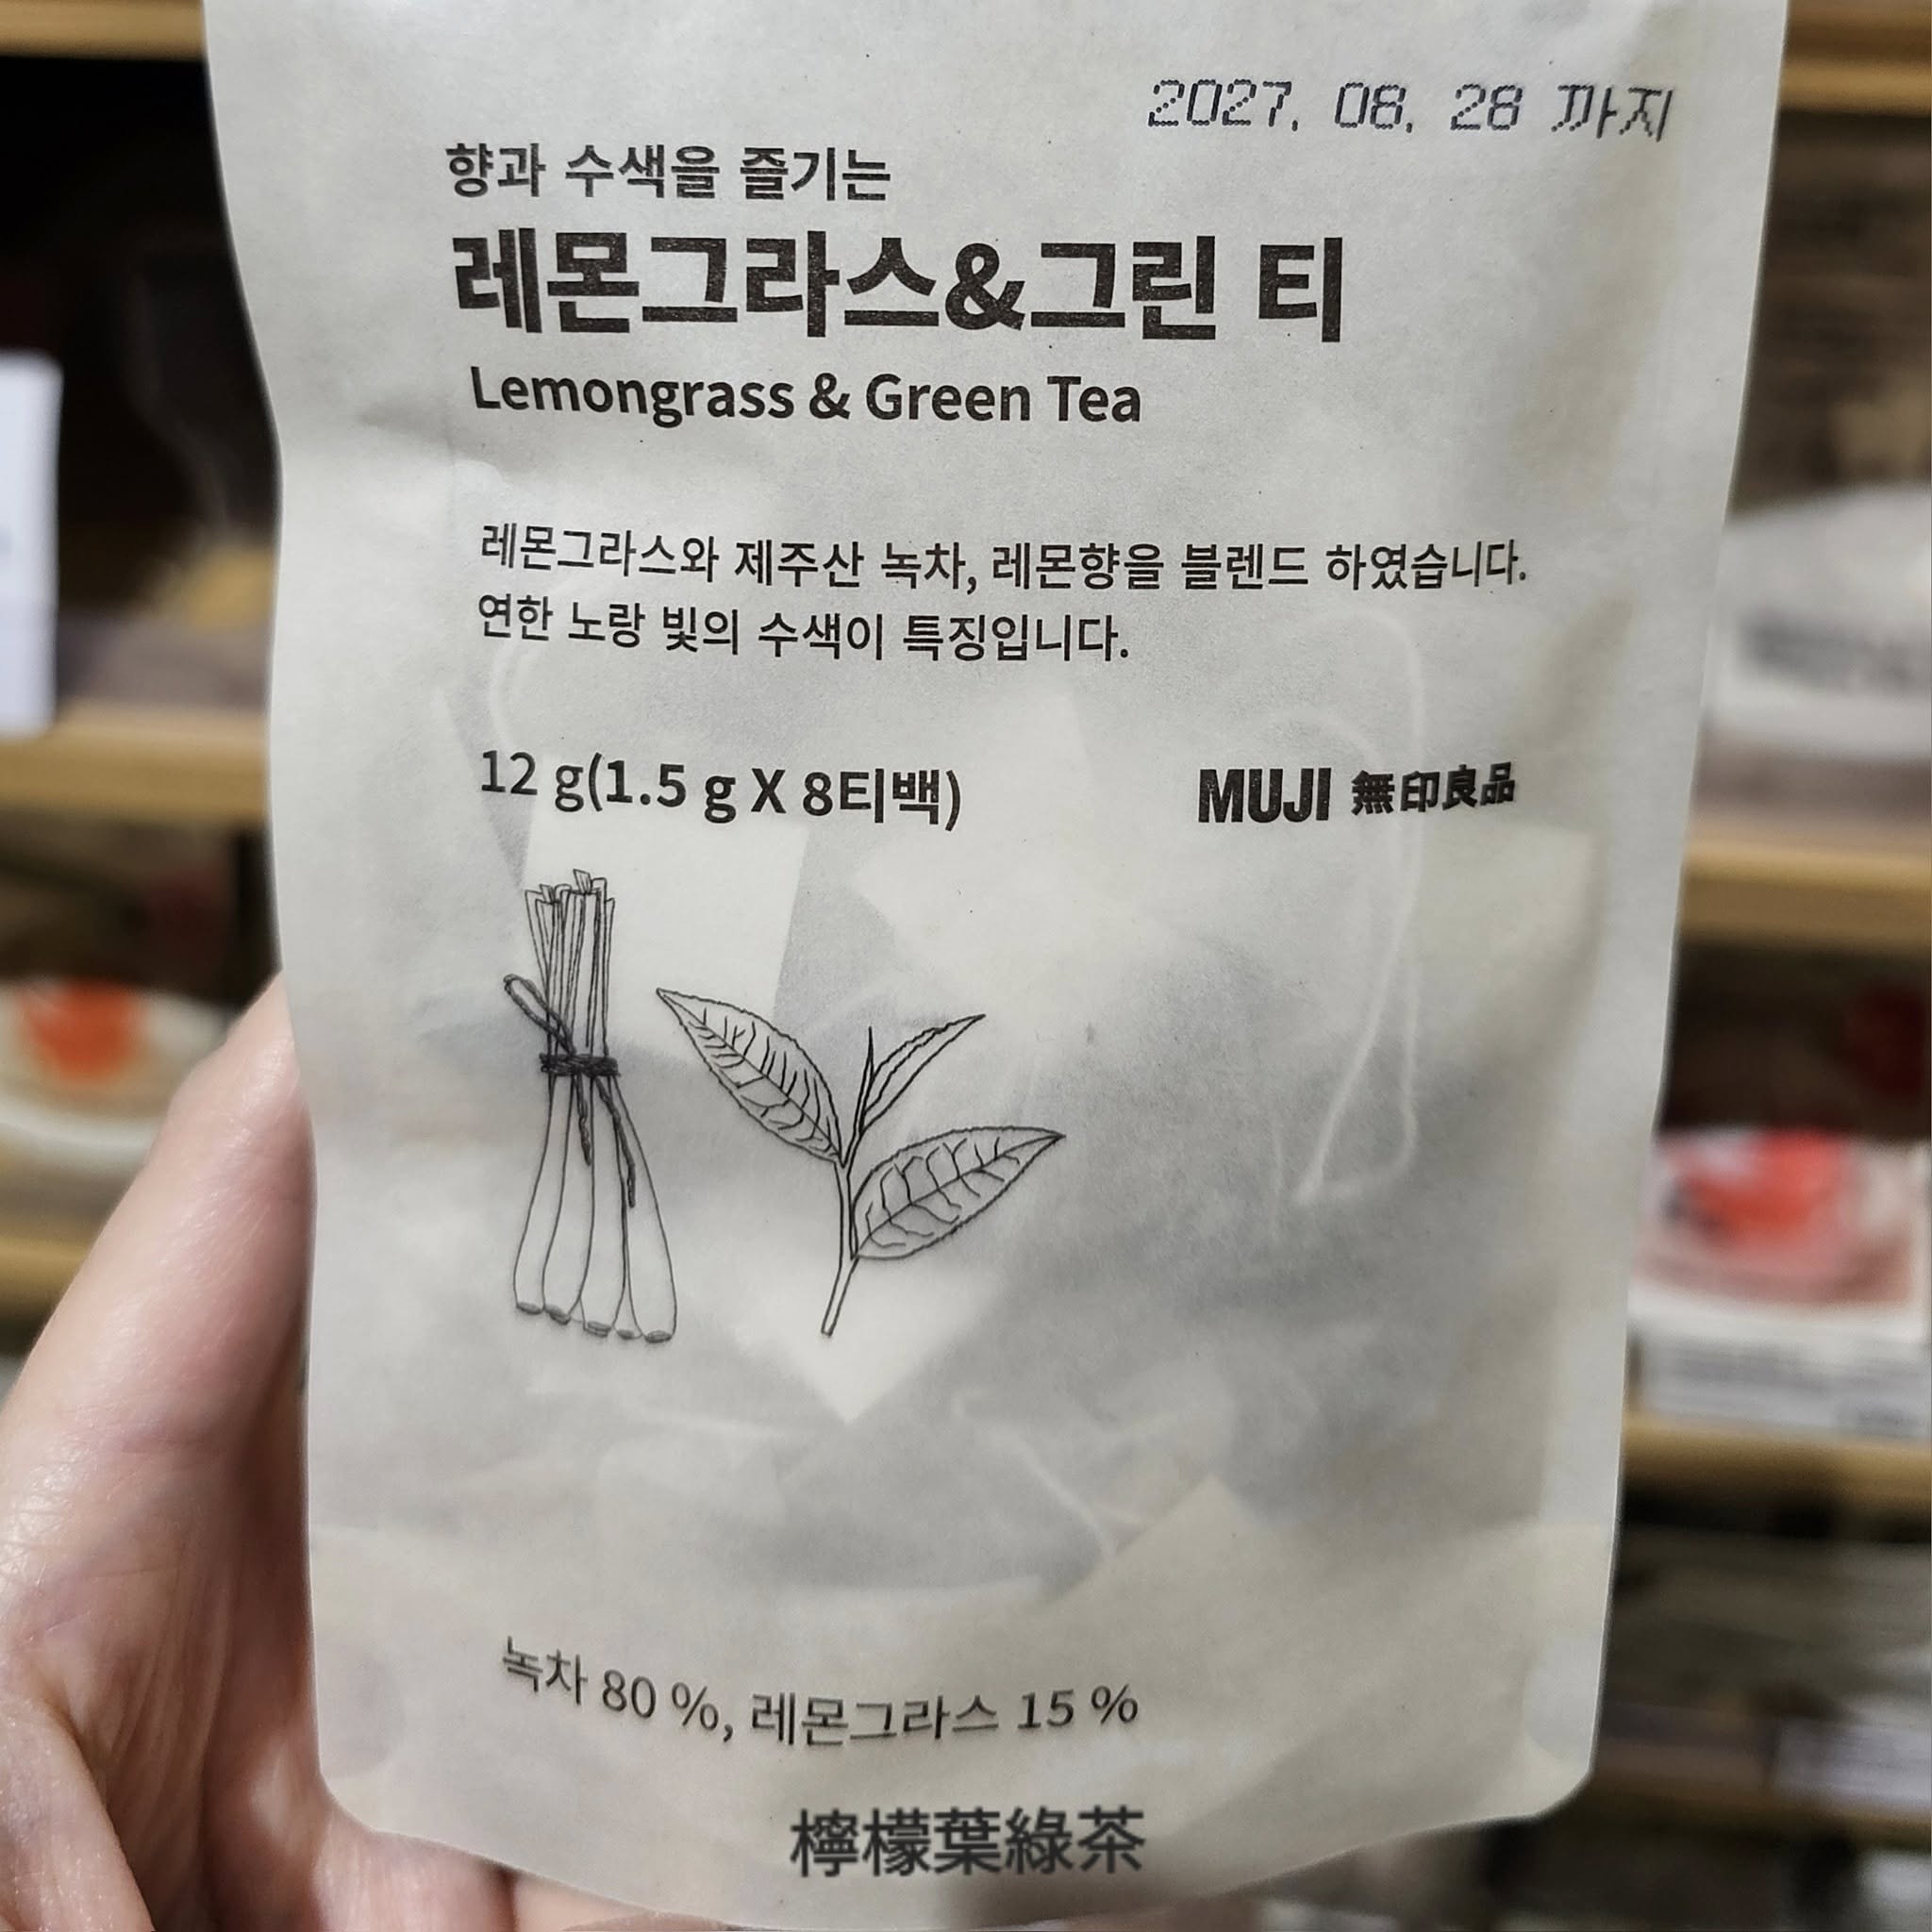 2027. 08. 28 까지
향과 수색을 즐기는
레몬그라스&그린 티
Lemongrass & Green Tea
레몬그라스와 제주산 녹차, 레몬향을 블렌드 하였습니다.
연한 노랑 빛의 수색이 특징입니다.
12 g(1.5 g X 8티백)
MUJI 無印良品
녹차 80 %, 레몬그라스 15 %
檸檬葉綠茶